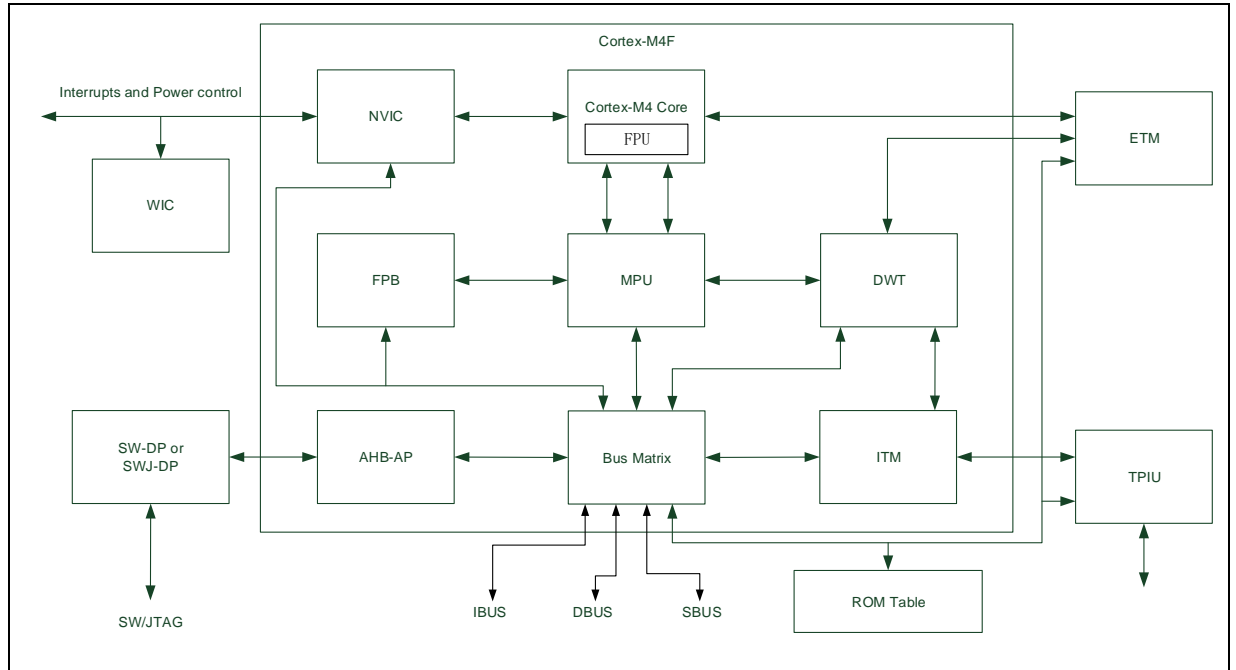 Cortex-M4F
Interrupts and Power control
NVIC
Cortex-M4 Core
FPU
ETM
WIC
FPB
MPU
DWT
SW-DP or
SWJ-DP
AHB-AP
Bus Matrix
ITM
TPIU
IBUS
DBUS
SBUS
ROM Table
SW/JTAG